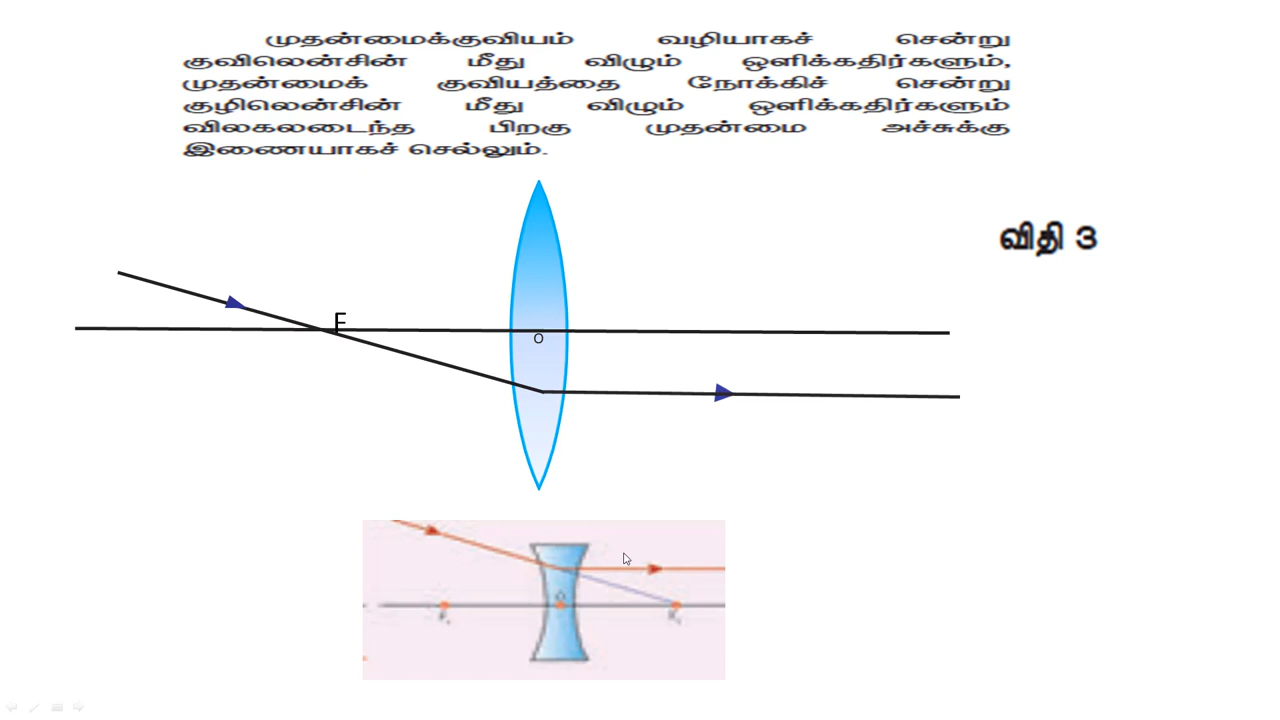 முதன்மைக்குவியம் வழியாகச் சென்று
குவிலென்சின் மீது விழும் ஒளிக்கதிர்களும்,
முதன்மைக் குவியத்தை நோக்கிச் சென்று
குழிலென்சின் மீது விழும் ஒளிக்கதிர்களும்
விலகலடைந்த பிறகு முதன்மை அச்சுக்கு
இணையாகச் செல்லும்.
விதி 3
F
O